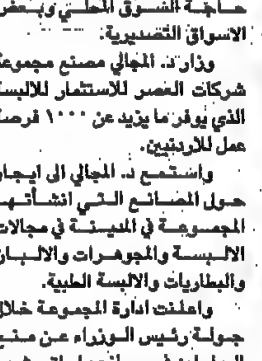 حاجة السوق المحلي وبعض
الاسواق التصديرية.
وزار د. المجالي مصنع مجموعة
شركات العصر للاستثمار للالبسة
الذي يوفر ما يزيد عن ١٠٠٠ فرصة
عمل للأردنيين.
واستمع د. المجالي الى ايجاز
حول المصانع التي انشأتها
المجموعة في المدينة في مجالات
الالبسة والمجوهرات والالبان
والبطاريات والالبسة الطبية.
واعلنت ادارة المجموعة خلال
جولة رئيس الوزراء عن منح